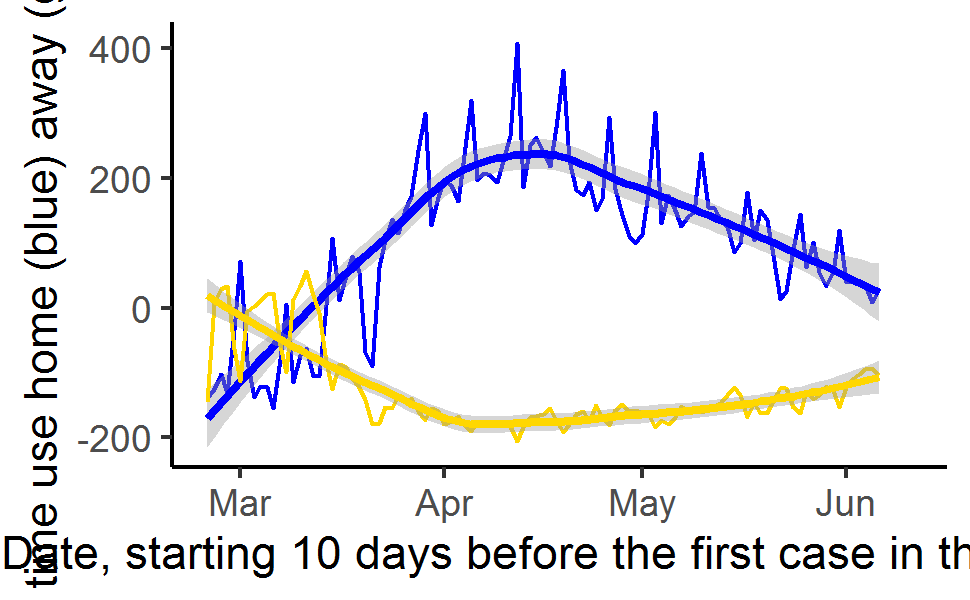 time use home (blue) away (
400
200
0
-200
Mar Apr May Jun
Date, starting 10 days before the first case in th